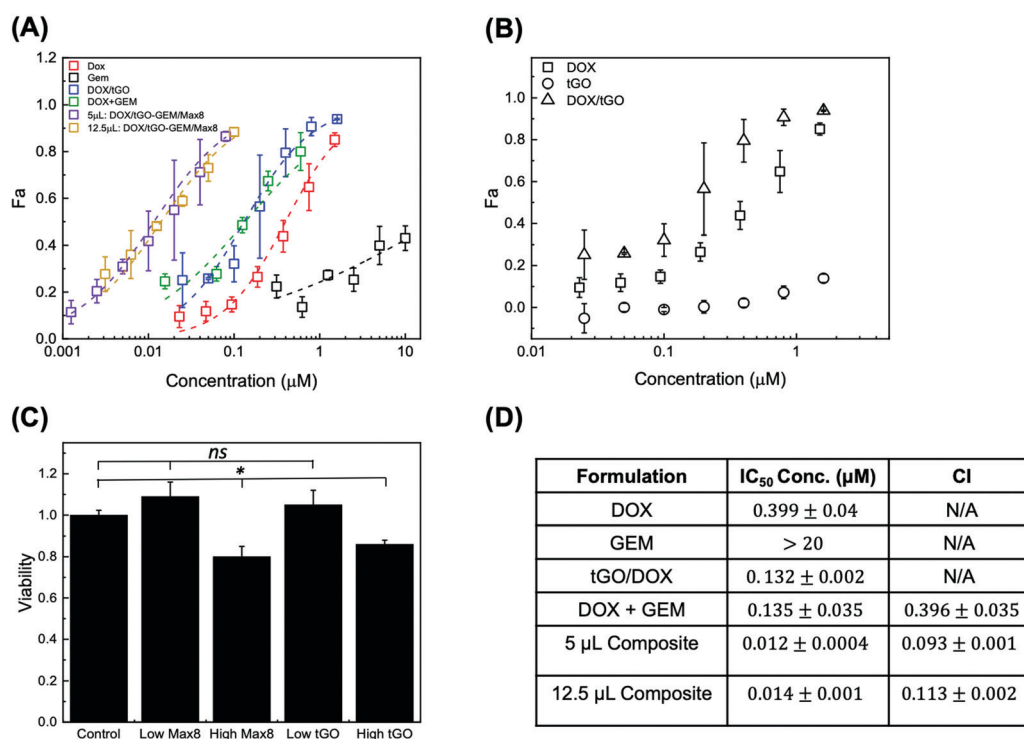 (A)
1.2
1.0
0.8
0.6
0.4
0.2
0.0
Fa
Dox
Gem
DOX/tGO
DOX+GEM
5μL: DOX/tGO-GEM/Max8
12.5μL: DOX/tGO-GEM/Max8
0.001 0.01 0.1 1 10
Concentration (μM)
(B)
1.0
0.8
0.6
0.4
0.2
0.0
Fa
DOX
tGO
DOX/tGO
0.01 0.1 1
Concentration (μM)
(C)
1.2
1.0
0.8
0.6
0.4
0.2
0.0
Viability
ns
*
Control Low Max8 High Max8 Low tGO High tGO
(D)
Formulation IC₅₀ Conc. (μM) CI
DOX 0.399 ± 0.04 N/A
GEM > 20 N/A
tGO/DOX 0.132 ± 0.002 N/A
DOX + GEM 0.135 ± 0.035 0.396 ± 0.035
5 μL Composite 0.012 ± 0.0004 0.093 ± 0.001
12.5 μL Composite 0.014 ± 0.001 0.113 ± 0.002